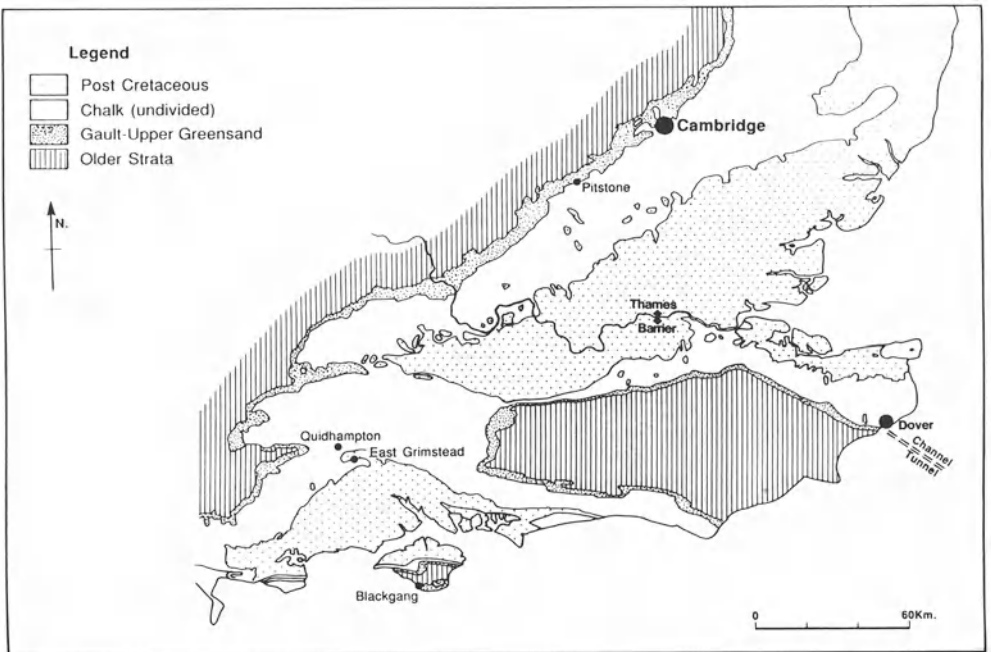 Legend
Post Cretaceous
Chalk (undivided)
Gault-Upper Greensand
Older Strata
N.
Cambridge
Pitstone
Thames
Barrier
Dover
Channel
Tunnel
Quidhampton
East Grimstead
Blackgang
0 60Km.